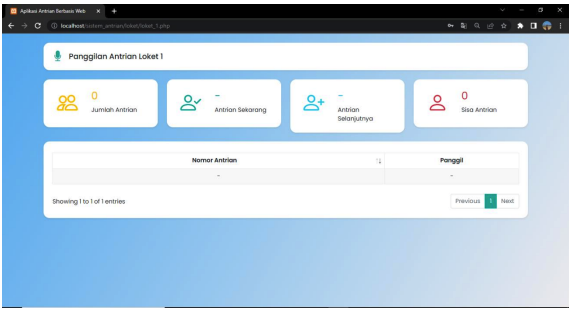 Aplikasi Antrian Berbasis Web
localhost/sistem_antrian/loket/loket_1.php
Panggilan Antrian Loket 1
0
Jumlah Antrian
-
Antrian Sekarang
-
Antrian
Selanjutnya
0
Sisa Antrian
Nomor Antrian Panggil
- -
Showing 1 to 1 of 1 entries
Previous 1 Next